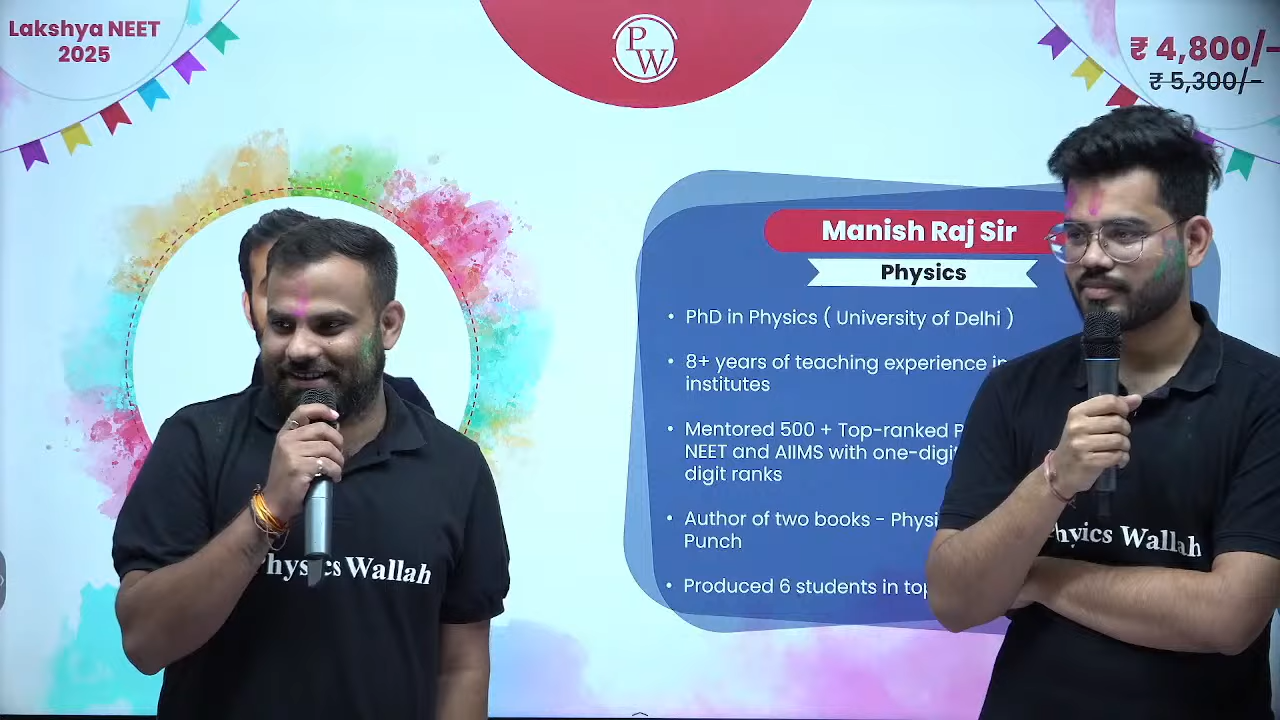 Lakshya NEET
2025
PW
₹ 4,800/-
₹ 5,300/-
Manish Raj Sir
Physics
• PhD in Physics ( University of Delhi )
• 8+ years of teaching experience in
institutes
• Mentored 500 + Top-ranked
NEET and AIIMS with one-digit
digit ranks
• Author of two books -
Punch
• Produced 6 students in top
Physics Wallah
Wallah